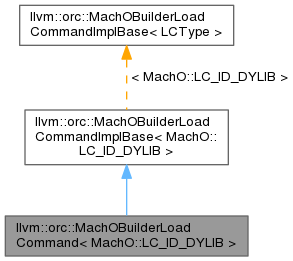 llvm::orc::MachOBuilderLoad
CommandImplBase< LCType >
< MachO::LC_ID_DYLIB >
llvm::orc::MachOBuilderLoad
CommandImplBase< MachO::
LC_ID_DYLIB >
llvm::orc::MachOBuilderLoad
Command< MachO::LC_ID_DYLIB >